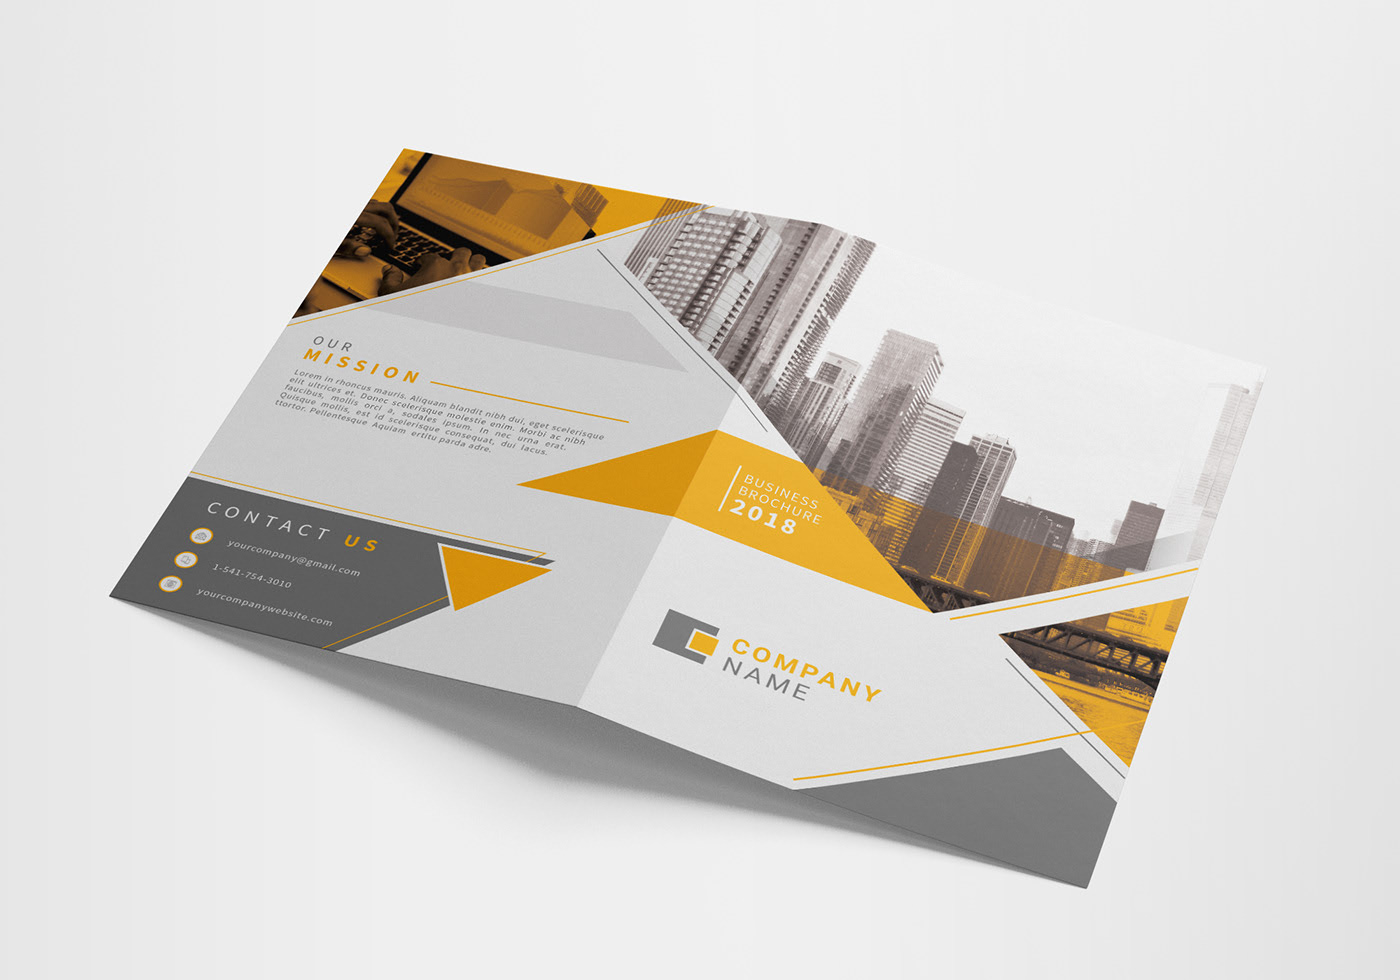 OUR
MISSION
Lorem in rhoncus mauris. Aliquam blandit nibh dui, eget scelerisque
elit ultrices et. Donec scelerisque molestie enim. Morbi ac nibh
faucibus, mollis orci a, sodales ipsum. In nec urna erat.
Quisque mollis, est id scelerisque consequat, dui lacus.
ttortor. Pellentesque Aquiam ertitu parda adre.
CONTACT US
yourcompany@gmail.com
1-541-754-3010
yourcompanywebsite.com
BUSINESS
BROCHURE
2018
COMPANY
NAME